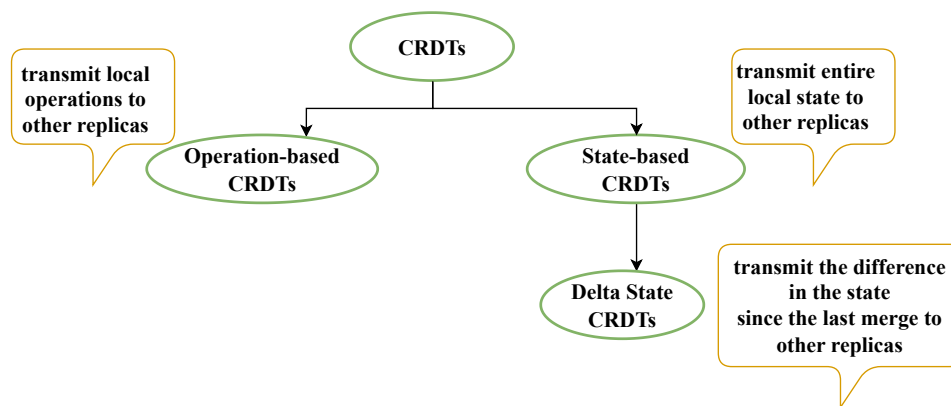 CRDTs
transmit local
operations to
other replicas
transmit entire
local state to
other replicas
Operation-based
CRDTs
State-based
CRDTs
Delta State
CRDTs
transmit the difference
in the state
since the last merge to
other replicas